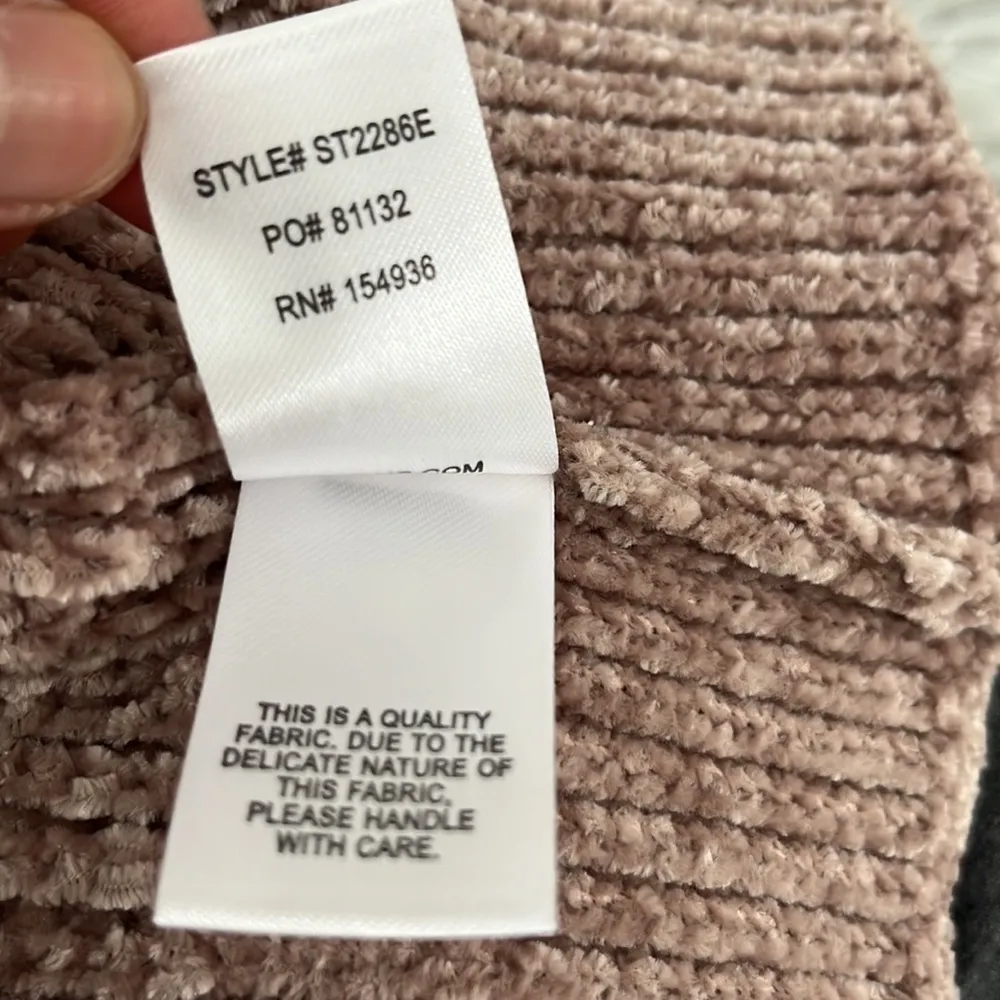 STYLE# ST2286E
PO# 81132
RN# 154936
.COM
THIS IS A QUALITY
FABRIC. DUE TO THE
DELICATE NATURE OF
THIS FABRIC,
PLEASE HANDLE
WITH CARE.